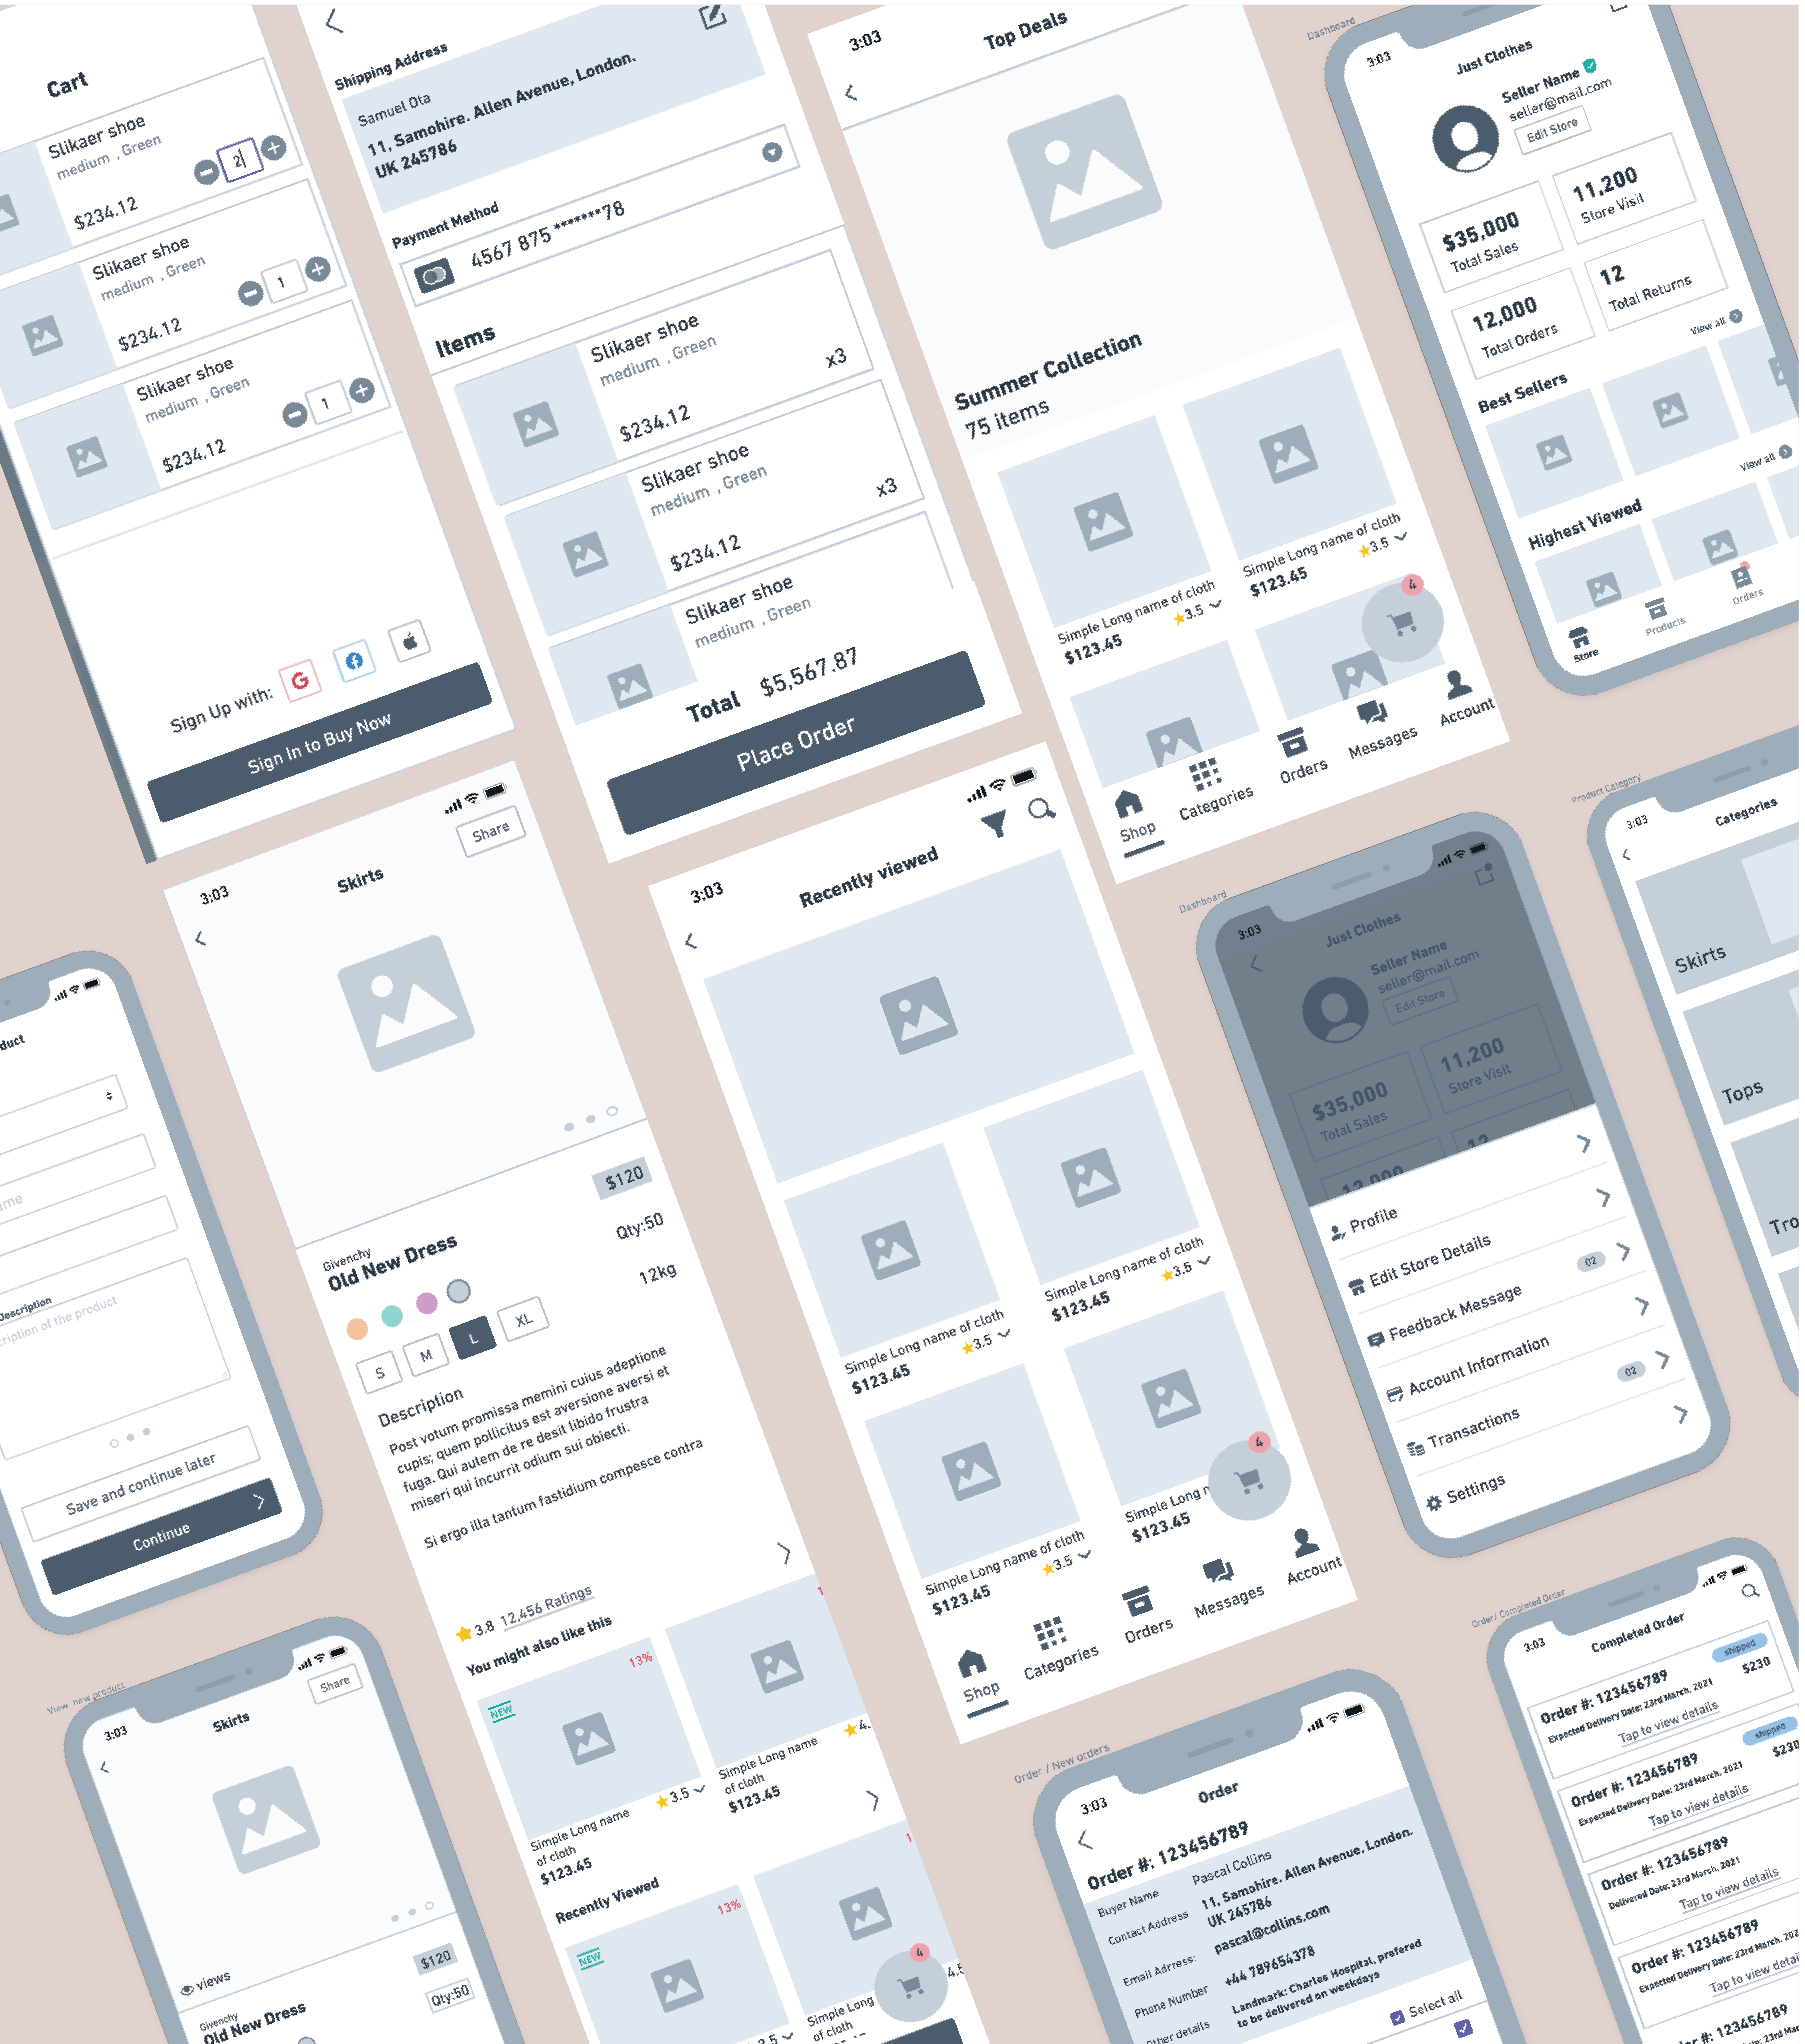 Cart
Slikaer shoe
medium , Green
$234.12
2
Slikaer shoe
medium , Green
$234.12
1
Slikaer shoe
medium , Green
$234.12
1
Sign Up with:
Sign In to Buy Now
Shipping Address
Samuel Ota
11, Samohire. Allen Avenue, London.
UK 245786
Payment Method
4567 875 *******78
Items
Slikaer shoe
medium , Green
$234.12
x3
Slikaer shoe
medium , Green
$234.12
x3
Slikaer shoe
medium , Green
Total $5,567.87
Place Order
3:03
Top Deals
Summer Collection
75 items
Simple Long name of cloth
3.5
$123.45
Simple Long name of cloth
3.5
$123.45
4
Shop
Categories
Orders
Messages
Account
Dashboard
3:03
Just Clothes
Seller Name
seller@mail.com
Edit Store
$35,000
Total Sales
11,200
Store Visit
12,000
Total Orders
12
Total Returns
View all
Best Sellers
View all
Highest Viewed
Store
Products
Orders
duct
ame
Description
cription of the product
Save and continue later
Continue
3:03
Skirts
Share
$120
Givenchy
Old New Dress
Qty:50
12kg
S
M
L
XL
Description
Post votum promissa memini cuius adeptione
cupis; quem pollicitus est aversione aversi et
fuga. Qui autem de re desit libido frustra
miseri qui incurrit odium sui obiecti.
Si ergo illa tantum fastidium compesce contra
3.8 12,456 Ratings
You might also like this
NEW
13%
Simple Long name
of cloth
3.5
$123.45
1
Simple Long name
of cloth
4.
$123.45
Recently Viewed
NEW
13%
3.5
1
Simple Long
of cloth
4.5
4
3:03
Recently viewed
Simple Long name of cloth
3.5
$123.45
Simple Long name of cloth
3.5
$123.45
Simple Long name of cloth
3.5
$123.45
Simple Long n
$123.45
4
Shop
Categories
Orders
Messages
Account
Dashboard
3:03
Just Clothes
Seller Name
seller@mail.com
Edit Store
$35,000
Total Sales
11,200
Store Visit
12,000
12
Profile
Edit Store Details
Feedback Message
02
Account Information
Transactions
02
Settings
Product Category
3:03
Categories
Skirts
Tops
Tro
View new product
3:03
Skirts
Share
views
$120
Givenchy
Old New Dress
Qty:50
Order / New orders
3:03
Order
Order #: 123456789
Buyer Name
Pascal Collins
Contact Address
11, Samohire. Allen Avenue, London.
UK 245786
Email Adrress:
pascal@collins.com
Phone Number
+44 789654378
Other details
Landmark: Charles Hospital, prefered
to be delivered on weekdays
Select all
Order/ Completed Order
3:03
Completed Order
shipped
Order #: 123456789
$230
Expected Delivery Date: 23rd March, 2021
Tap to view details
shipped
Order #: 123456789
$230
Expected Delivery Date: 23rd March, 2021
Tap to view details
Order #: 123456789
Delivered Date: 23rd March, 2021
Tap to view details
Order #: 123456789
Expected Delivery Date: 23rd March, 202
Tap to view detai
Order #: 123456789